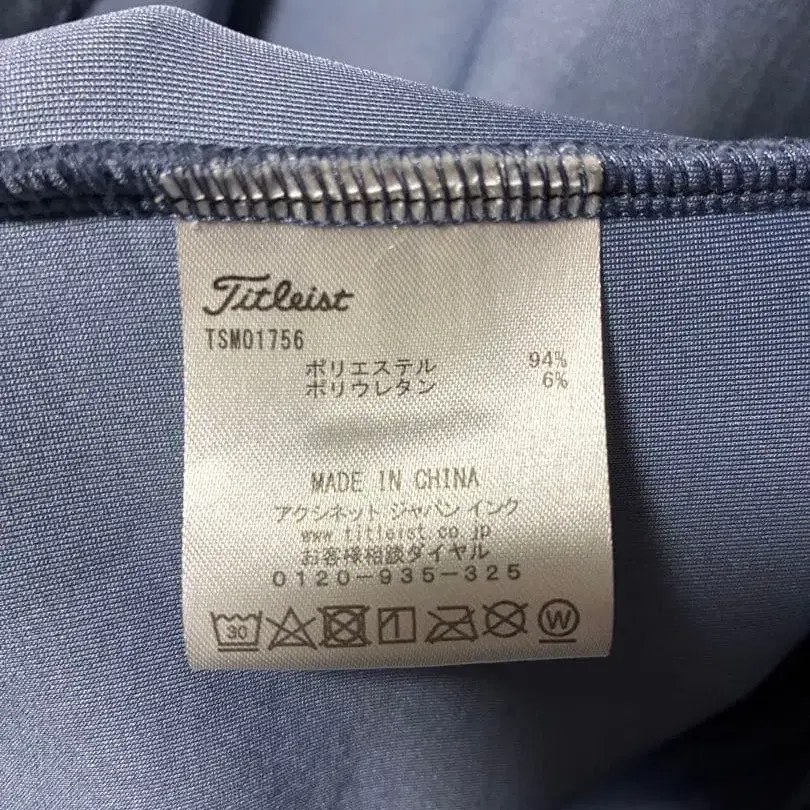 Titleist
TSM01756
ポリエステル 94%
ポリウレタン 6%
MADE IN CHINA
アクシネット ジャパン インク
www.titleist.co.jp
お客様相談ダイヤル
0120-935-325
30 W